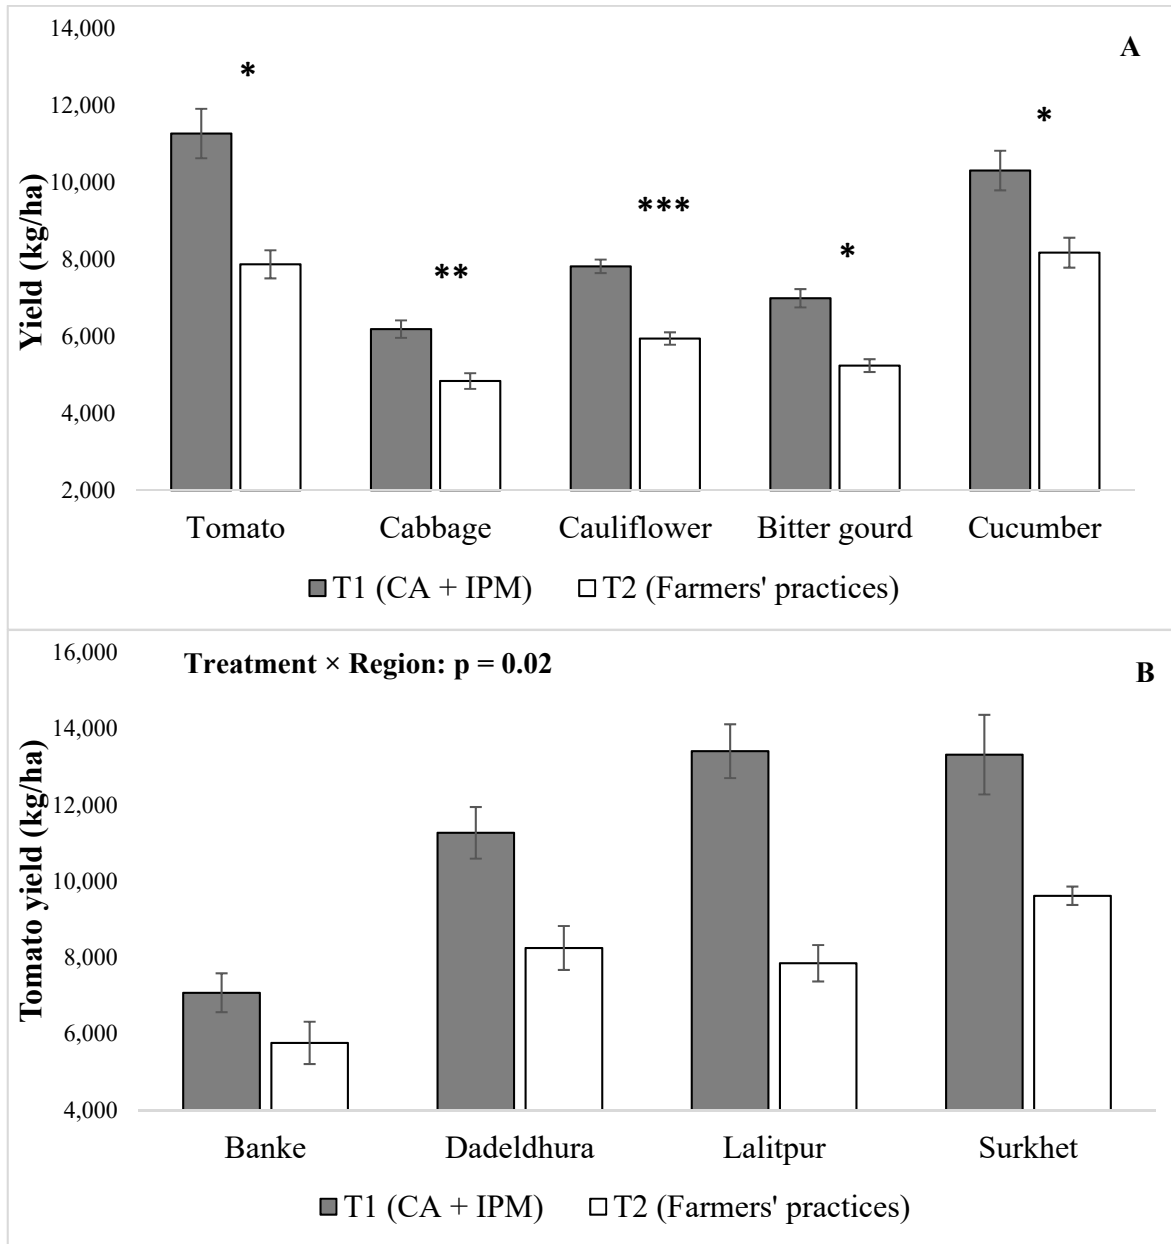 A
14,000
12,000
10,000
8,000
6,000
4,000
2,000
Yield (kg/ha)
*
**
***
*
*
Tomato Cabbage Cauliflower Bitter gourd Cucumber
T1 (CA + IPM) T2 (Farmers' practices)
Treatment × Region: p = 0.02
B
16,000
14,000
12,000
10,000
8,000
6,000
4,000
Tomato yield (kg/ha)
Banke Dadeldhura Lalitpur Surkhet
T1 (CA + IPM) T2 (Farmers' practices)